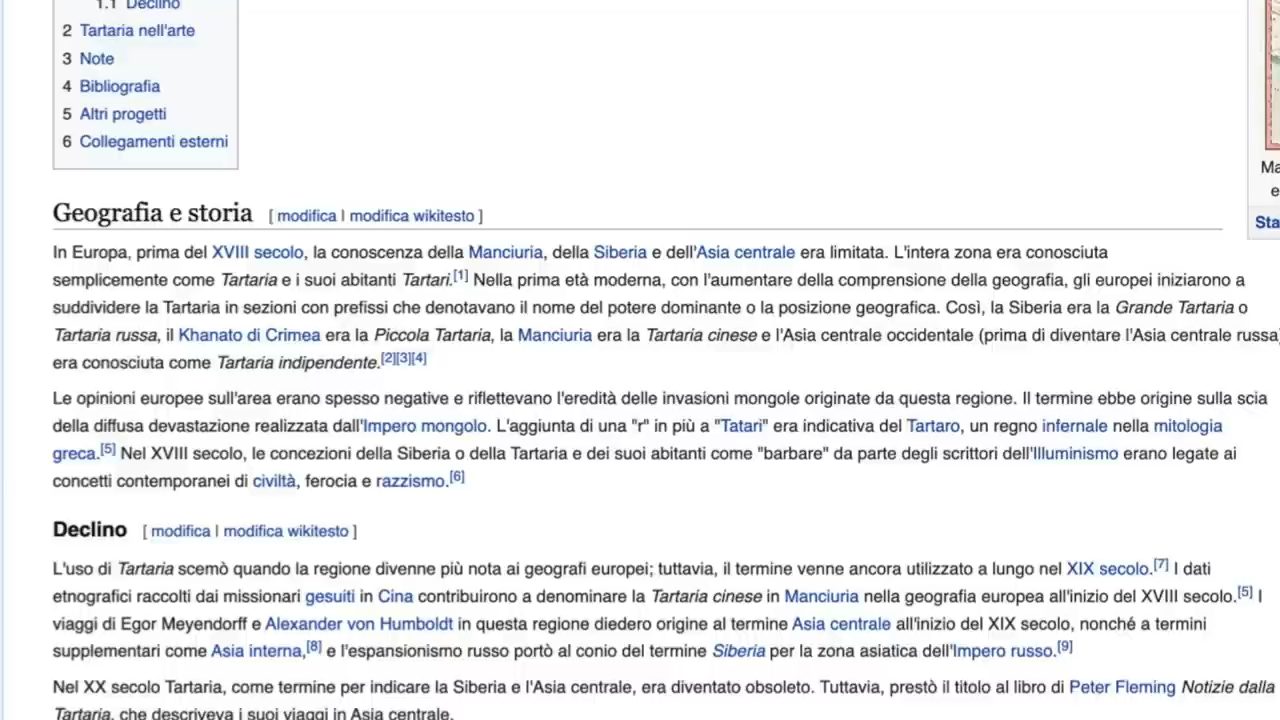 1.1 Declino
2 Tartaria nell'arte
3 Note
4 Bibliografia
5 Altri progetti
6 Collegamenti esterni
Ma
e
Sta
Geografia e storia [ modifica | modifica wikitesto ]
In Europa, prima del XVIII secolo, la conoscenza della Manciuria, della Siberia e dell'Asia centrale era limitata. L'intera zona era conosciuta
semplicemente come Tartaria e i suoi abitanti Tartari.[1] Nella prima età moderna, con l'aumentare della comprensione della geografia, gli europei iniziarono a
suddividere la Tartaria in sezioni con prefissi che denotavano il nome del potere dominante o la posizione geografica. Così, la Siberia era la Grande Tartaria o
Tartaria russa, il Khanato di Crimea era la Piccola Tartaria, la Manciuria era la Tartaria cinese e l'Asia centrale occidentale (prima di diventare l'Asia centrale russa)
era conosciuta come Tartaria indipendente.[2][3][4]
Le opinioni europee sull'area erano spesso negative e riflettevano l'eredità delle invasioni mongole originate da questa regione. Il termine ebbe origine sulla scia
della diffusa devastazione realizzata dall'Impero mongolo. L'aggiunta di una "r" in più a "Tatari" era indicativa del Tartaro, un regno infernale nella mitologia
greca.[5] Nel XVIII secolo, le concezioni della Siberia o della Tartaria e dei suoi abitanti come "barbare" da parte degli scrittori dell'Illuminismo erano legate ai
concetti contemporanei di civiltà, ferocia e razzismo.[6]
Declino [ modifica | modifica wikitesto ]
L'uso di Tartaria scemò quando la regione divenne più nota ai geografi europei; tuttavia, il termine venne ancora utilizzato a lungo nel XIX secolo.[7] I dati
etnografici raccolti dai missionari gesuiti in Cina contribuirono a denominare la Tartaria cinese in Manciuria nella geografia europea all'inizio del XVIII secolo.[5] I
viaggi di Egor Meyendorff e Alexander von Humboldt in questa regione diedero origine al termine Asia centrale all'inizio del XIX secolo, nonché a termini
supplementari come Asia interna,[8] e l'espansionismo russo portò al conio del termine Siberia per la zona asiatica dell'Impero russo.[9]
Nel XX secolo Tartaria, come termine per indicare la Siberia e l'Asia centrale, era diventato obsoleto. Tuttavia, prestò il titolo al libro di Peter Fleming Notizie dalla
Tartaria, che descriveva i suoi viaggi in Asia centrale.